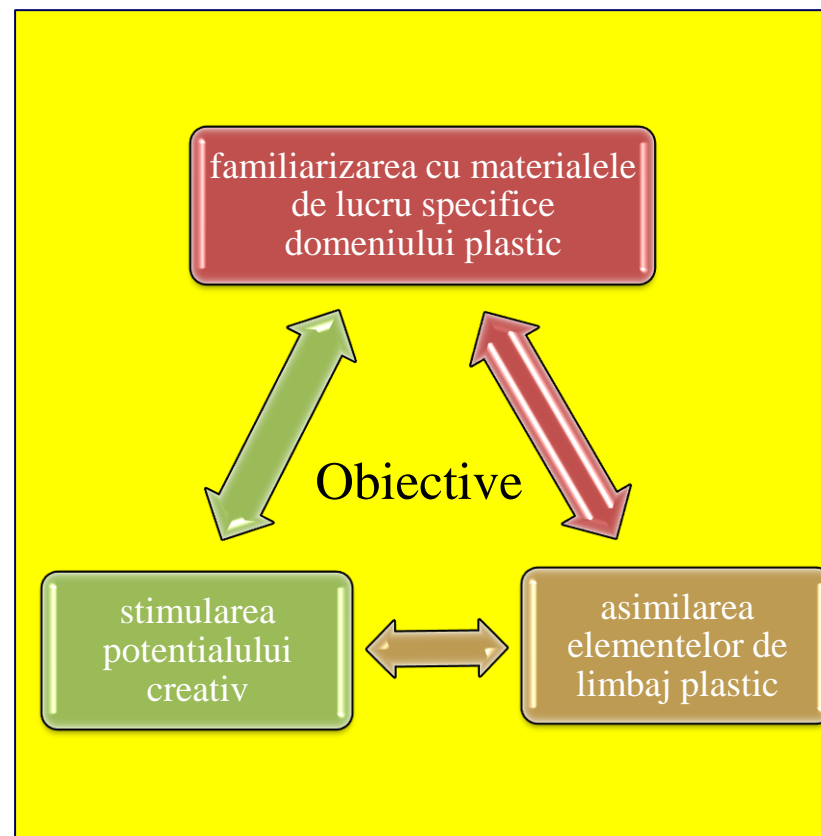 familiarizarea cu materialele
de lucru specifice
domeniului plastic
Obiective
stimularea
potentialului
creativ
asimilarea
elementelor de
limbaj plastic